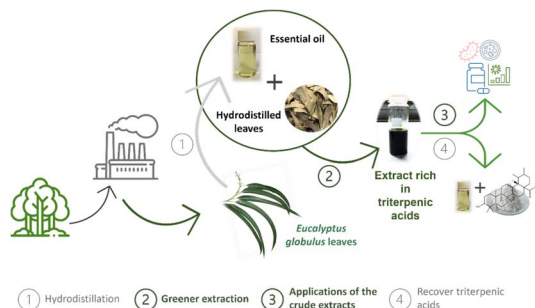 Essential oil
+
Hydrodistilled
leaves
1
2
3
4
Extract rich
in
triterpenic
acids
+
Eucalyptus
globulus leaves
1 Hydrodistillation
2 Greener extraction
3 Applications of the
crude extracts
4 Recover triterpenic
acids